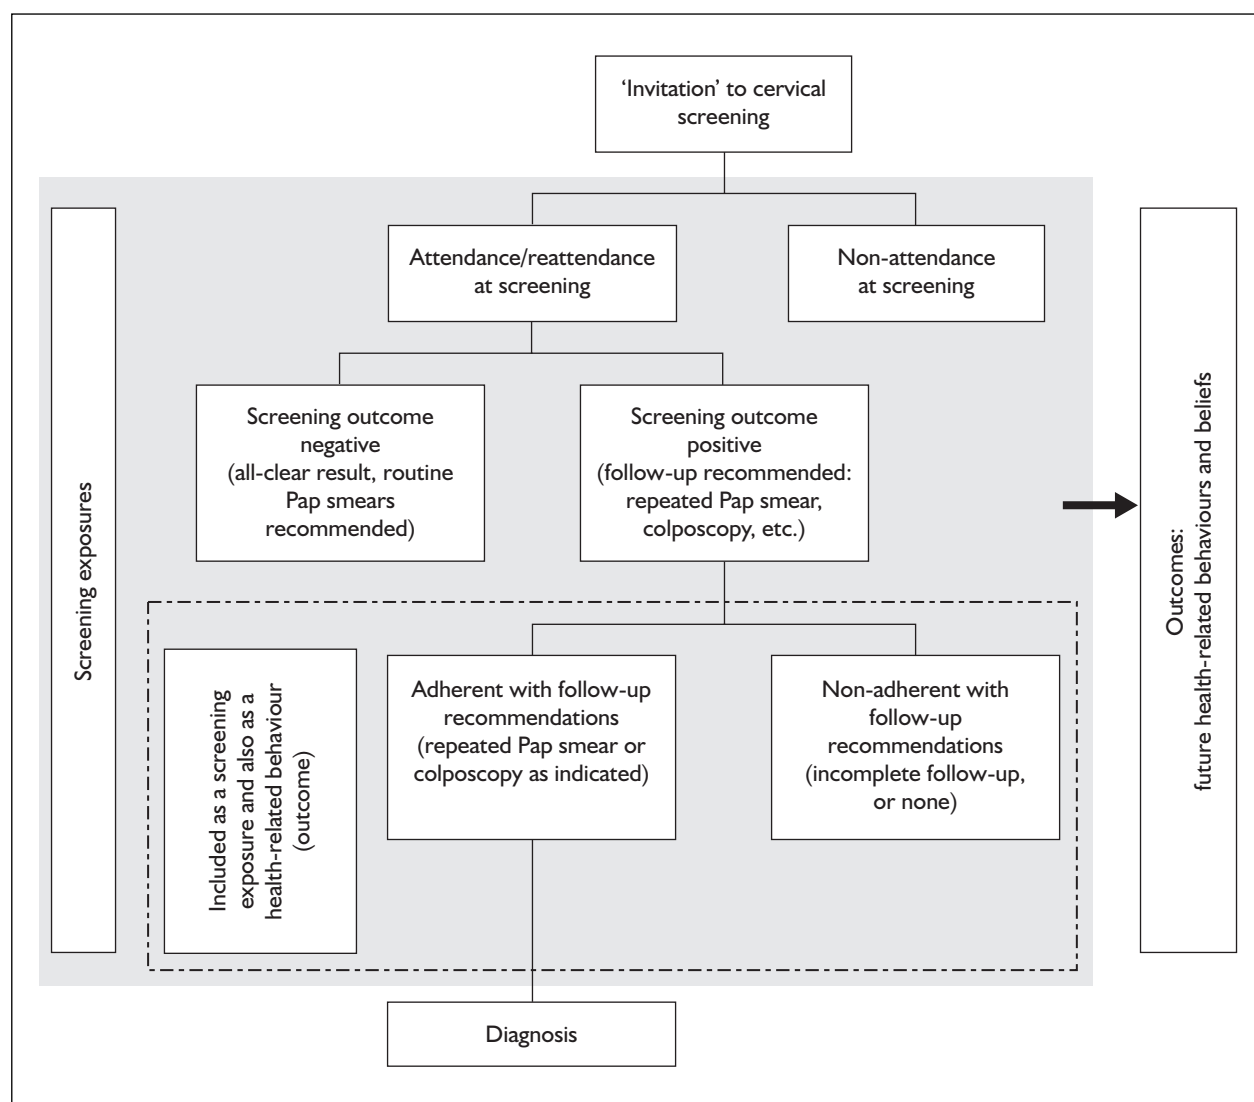 ‘Invitation’ to cervical
screening
Screening exposures
Attendance/reattendance
at screening
Non-attendance
at screening
Screening outcome
negative
(all-clear result, routine
Pap smears
recommended)
Screening outcome
positive
(follow-up recommended:
repeated Pap smear,
colposcopy, etc.)
Included as a screening
exposure and also as a
health-related behaviour
(outcome)
Adherent with follow-up
recommendations
(repeated Pap smear or
colposcopy as indicated)
Non-adherent with
follow-up
recommendations
(incomplete follow-up,
or none)
Diagnosis
Outcomes:
future health-related behaviours and beliefs